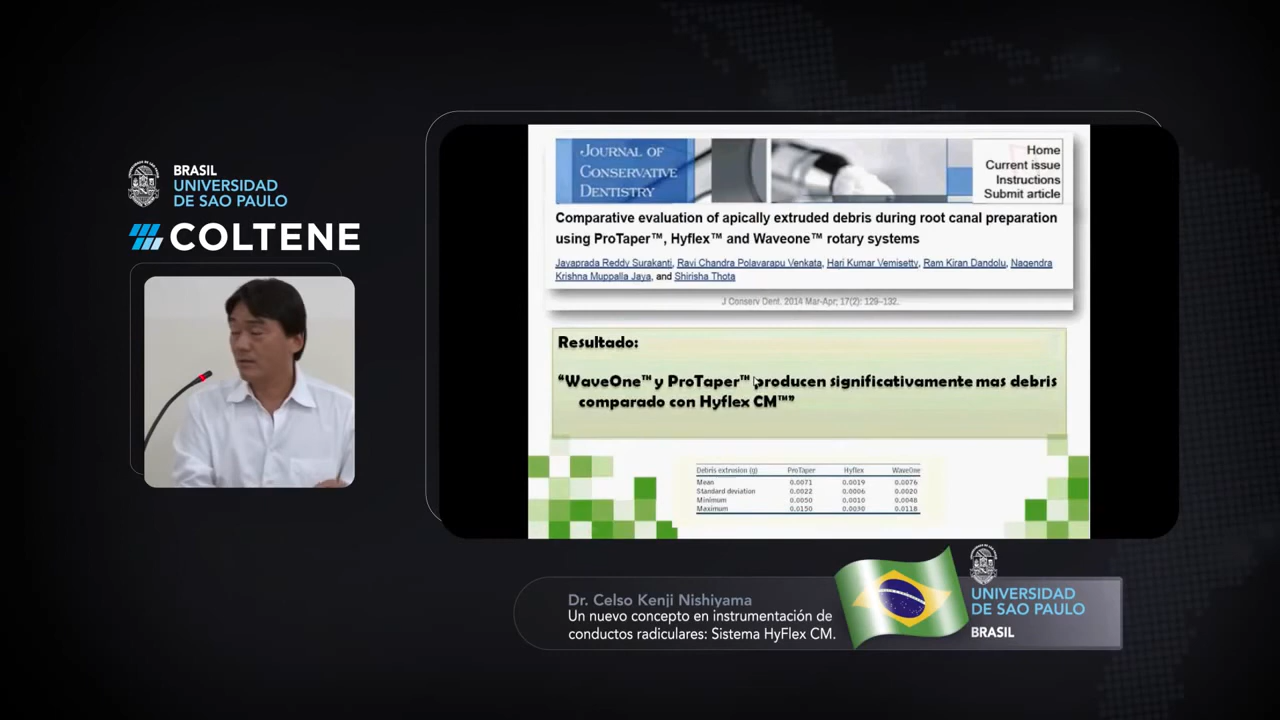 BRASIL
UNIVERSIDAD
DE SAO PAULO
COLTENE
JOURNAL OF
CONSERVATIVE
DENTISTRY
Home
Current issue
Instructions
Submit article
Comparative evaluation of apically extruded debris during root canal preparation
using ProTaper™, Hyflex™ and Waveone™ rotary systems
Jayaprada Reddy Surakanti, Ravi Chandra Polavarapu Venkata, Hari Kumar Vemisetty, Ram Kiran Dandolu, Nagendra
Krishna Muppalla Jaya, and Shirisha Thota
J Conserv Dent. 2014 Mar-Apr; 17(2): 129–132.
Resultado:
“WaveOne™ y ProTaper™ producen significativamente mas debris
comparado con Hyflex CM™”
Debris extrusion (g) ProTaper Hyflex WaveOne
Mean 0.0071 0.0019 0.0076
Standard deviation 0.0022 0.0006 0.0020
Minimum 0.0050 0.0010 0.0048
Maximum 0.0150 0.0030 0.0118
Dr. Celso Kenji Nishiyama
Un nuevo concepto en instrumentación de
conductos radiculares: Sistema HyFlex CM.
UNIVERSIDAD
DE SAO PAULO
BRASIL